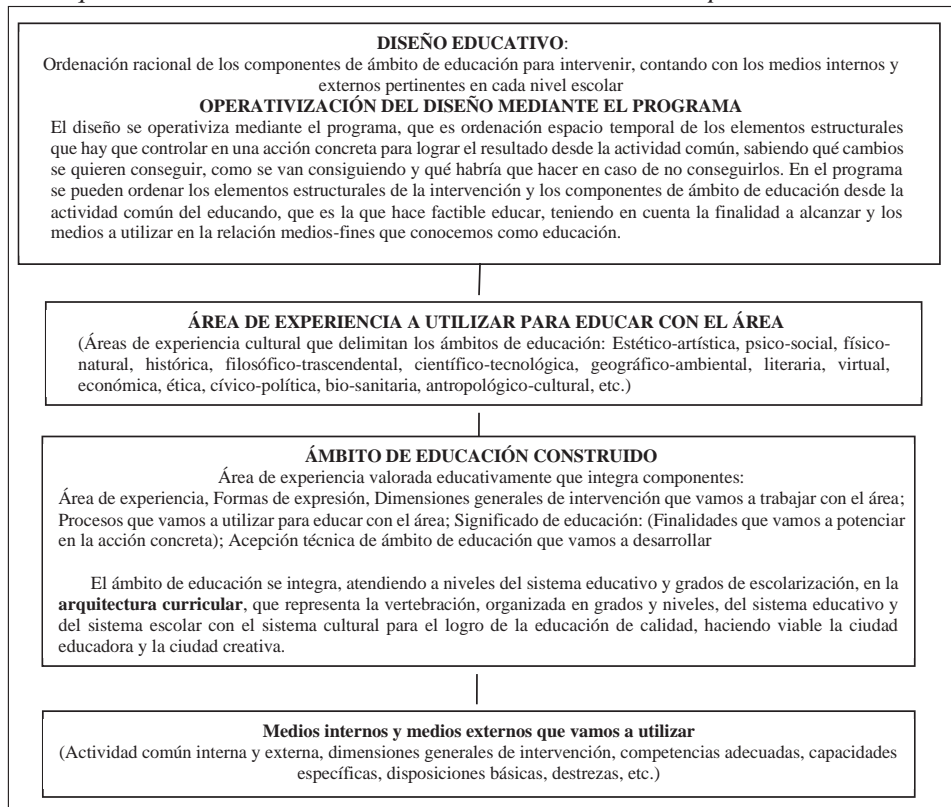 DISEÑO EDUCATIVO:
Ordenación racional de los componentes de ámbito de educación para intervenir, contando con los medios internos y
externos pertinentes en cada nivel escolar
OPERATIVIZACIÓN DEL DISEÑO MEDIANTE EL PROGRAMA
El diseño se operativiza mediante el programa, que es ordenación espacio temporal de los elementos estructurales
que hay que controlar en una acción concreta para lograr el resultado desde la actividad común, sabiendo qué cambios
se quieren conseguir, como se van consiguiendo y qué habría que hacer en caso de no conseguirlos. En el programa
se pueden ordenar los elementos estructurales de la intervención y los componentes de ámbito de educación desde la
actividad común del educando, que es la que hace factible educar, teniendo en cuenta la finalidad a alcanzar y los
medios a utilizar en la relación medios-fines que conocemos como educación.
ÁREA DE EXPERIENCIA A UTILIZAR PARA EDUCAR CON EL ÁREA
(Áreas de experiencia cultural que delimitan los ámbitos de educación: Estético-artística, psico-social, físico-
natural, histórica, filosófico-trascendental, científico-tecnológica, geográfico-ambiental, literaria, virtual,
económica, ética, cívico-política, bio-sanitaria, antropológico-cultural, etc.)
ÁMBITO DE EDUCACIÓN CONSTRUIDO
Área de experiencia valorada educativamente que integra componentes:
Área de experiencia, Formas de expresión, Dimensiones generales de intervención que vamos a trabajar con el área;
Procesos que vamos a utilizar para educar con el área; Significado de educación: (Finalidades que vamos a potenciar
en la acción concreta); Acepción técnica de ámbito de educación que vamos a desarrollar
El ámbito de educación se integra, atendiendo a niveles del sistema educativo y grados de escolarización, en la
arquitectura curricular, que representa la vertebración, organizada en grados y niveles, del sistema educativo y
del sistema escolar con el sistema cultural para el logro de la educación de calidad, haciendo viable la ciudad
educadora y la ciudad creativa.
Medios internos y medios externos que vamos a utilizar
(Actividad común interna y externa, dimensiones generales de intervención, competencias adecuadas, capacidades
específicas, disposiciones básicas, destrezas, etc.)